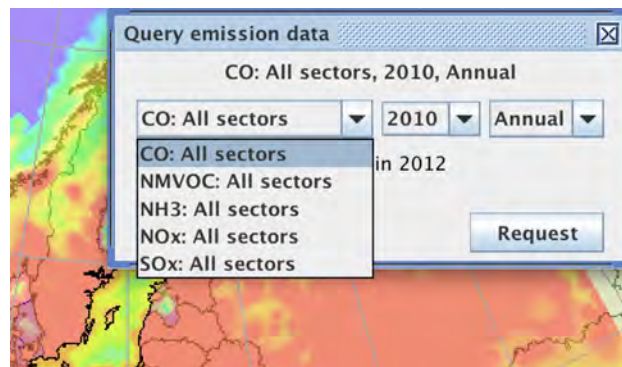 Query emission data
CO: All sectors, 2010, Annual
CO: All sectors 2010 Annual
CO: All sectors
in 2012
NMVOC: All sectors
NH3: All sectors
NOx: All sectors
Request
SOx: All sectors